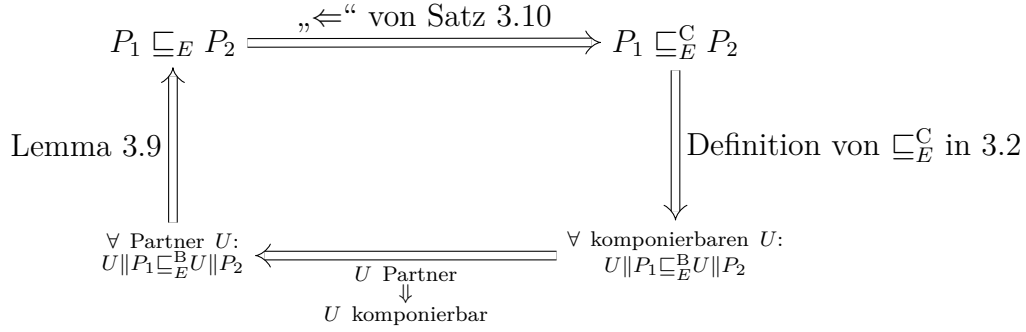 „⇐“ von Satz 3.10
P₁ ⊑_E P₂
P₁ ⊑_E^C P₂
Lemma 3.9
Definition von ⊑_E^C in 3.2
∀ Partner U:
U‖P₁⊑_E^B U‖P₂
∀ komponierbaren U:
U‖P₁⊑_E^B U‖P₂
U Partner
⇓
U komponierbar